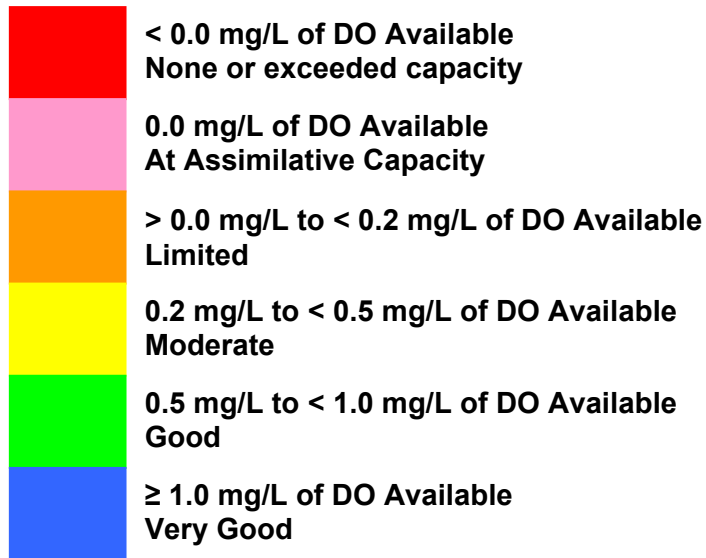 < 0.0 mg/L of DO Available
None or exceeded capacity
0.0 mg/L of DO Available
At Assimilative Capacity
> 0.0 mg/L to < 0.2 mg/L of DO Available
Limited
0.2 mg/L to < 0.5 mg/L of DO Available
Moderate
0.5 mg/L to < 1.0 mg/L of DO Available
Good
≥ 1.0 mg/L of DO Available
Very Good